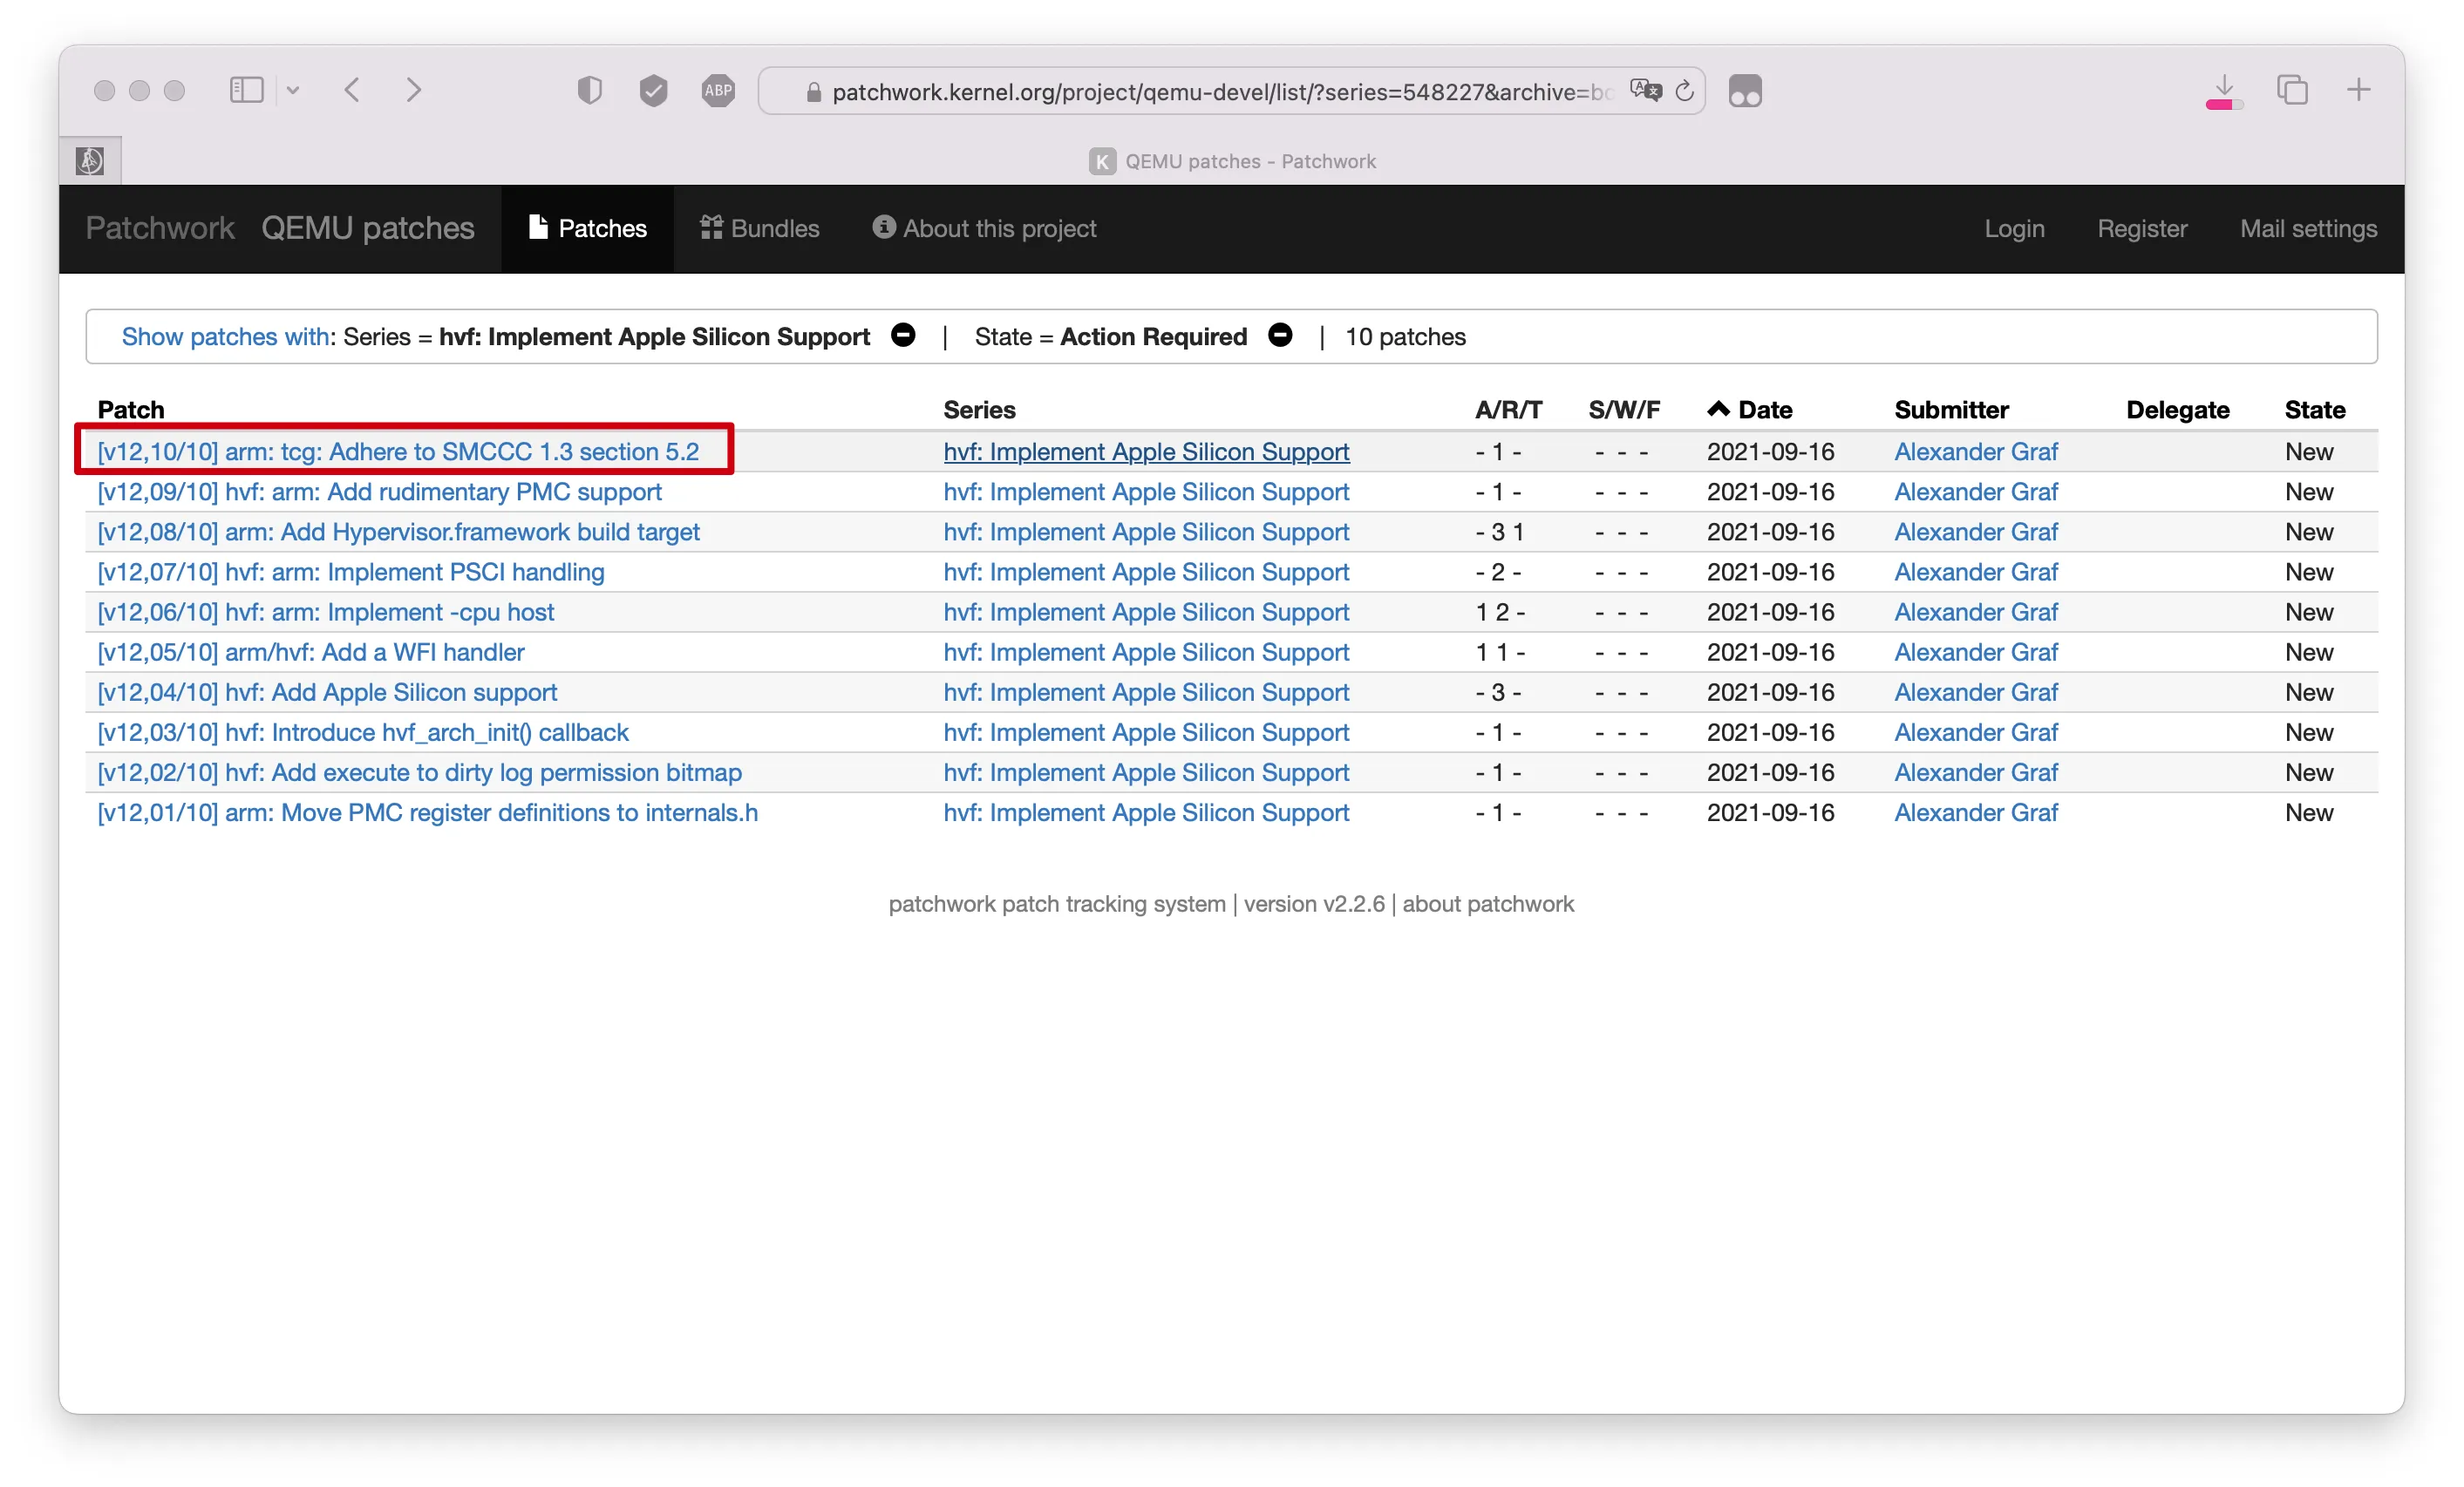 ABP
patchwork.kernel.org/project/qemu-devel/list/?series=548227&archive=bo
K QEMU patches - Patchwork
Patchwork QEMU patches Patches Bundles About this project Login Register Mail settings
Show patches with: Series = hvf: Implement Apple Silicon Support | State = Action Required | 10 patches
Patch Series A/R/T S/W/F Date Submitter Delegate State
[v12,10/10] arm: tcg: Adhere to SMCCC 1.3 section 5.2 hvf: Implement Apple Silicon Support - 1 - - - - 2021-09-16 Alexander Graf New
[v12,09/10] hvf: arm: Add rudimentary PMC support hvf: Implement Apple Silicon Support - 1 - - - - 2021-09-16 Alexander Graf New
[v12,08/10] arm: Add Hypervisor.framework build target hvf: Implement Apple Silicon Support - 3 1 - - - 2021-09-16 Alexander Graf New
[v12,07/10] hvf: arm: Implement PSCI handling hvf: Implement Apple Silicon Support - 2 - - - - 2021-09-16 Alexander Graf New
[v12,06/10] hvf: arm: Implement -cpu host hvf: Implement Apple Silicon Support 1 2 - - - - 2021-09-16 Alexander Graf New
[v12,05/10] arm/hvf: Add a WFI handler hvf: Implement Apple Silicon Support 1 1 - - - - 2021-09-16 Alexander Graf New
[v12,04/10] hvf: Add Apple Silicon support hvf: Implement Apple Silicon Support - 3 - - - - 2021-09-16 Alexander Graf New
[v12,03/10] hvf: Introduce hvf_arch_init() callback hvf: Implement Apple Silicon Support - 1 - - - - 2021-09-16 Alexander Graf New
[v12,02/10] hvf: Add execute to dirty log permission bitmap hvf: Implement Apple Silicon Support - 1 - - - - 2021-09-16 Alexander Graf New
[v12,01/10] arm: Move PMC register definitions to internals.h hvf: Implement Apple Silicon Support - 1 - - - - 2021-09-16 Alexander Graf New
patchwork patch tracking system | version v2.2.6 | about patchwork